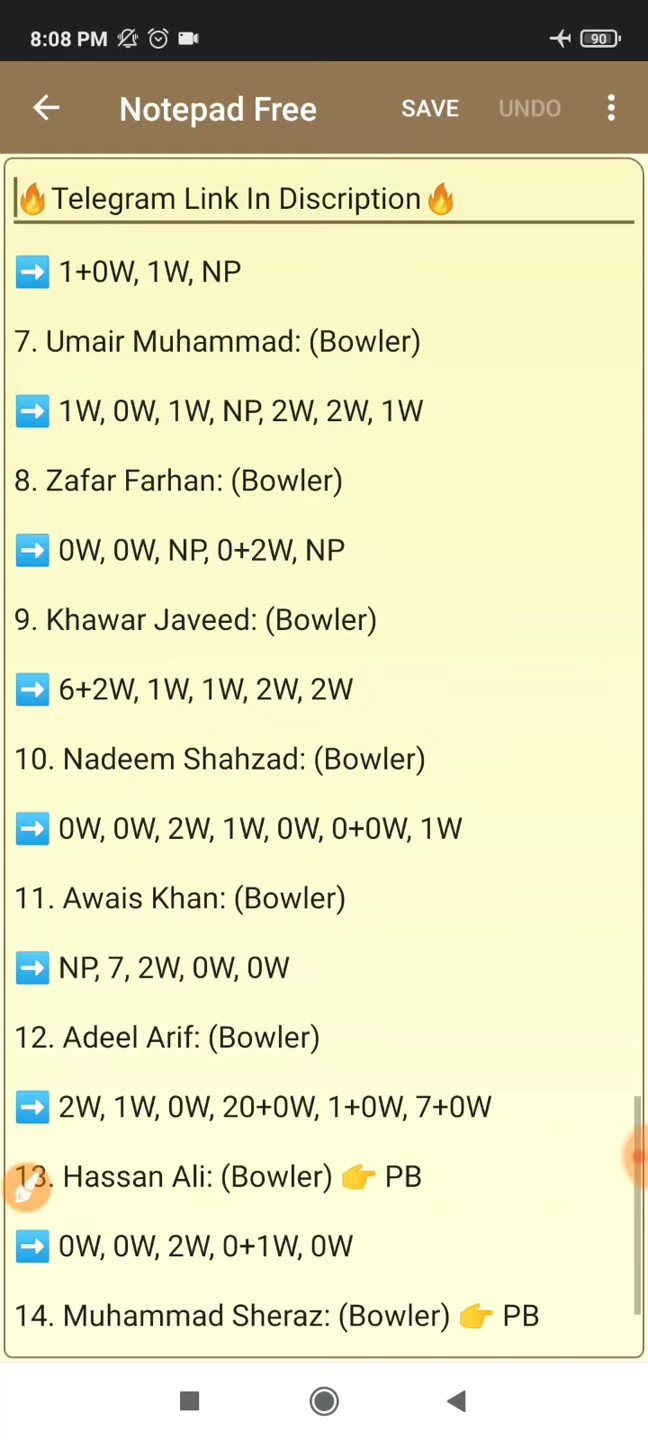 8:08 PM 90
Notepad Free SAVE UNDO
🔥Telegram Link In Discription🔥
➡️ 1+0W, 1W, NP
7. Umair Muhammad: (Bowler)
➡️ 1W, 0W, 1W, NP, 2W, 2W, 1W
8. Zafar Farhan: (Bowler)
➡️ 0W, 0W, NP, 0+2W, NP
9. Khawar Javeed: (Bowler)
➡️ 6+2W, 1W, 1W, 2W, 2W
10. Nadeem Shahzad: (Bowler)
➡️ 0W, 0W, 2W, 1W, 0W, 0+0W, 1W
11. Awais Khan: (Bowler)
➡️ NP, 7, 2W, 0W, 0W
12. Adeel Arif: (Bowler)
➡️ 2W, 1W, 0W, 20+0W, 1+0W, 7+0W
13. Hassan Ali: (Bowler) 👉 PB
➡️ 0W, 0W, 2W, 0+1W, 0W
14. Muhammad Sheraz: (Bowler) 👉 PB